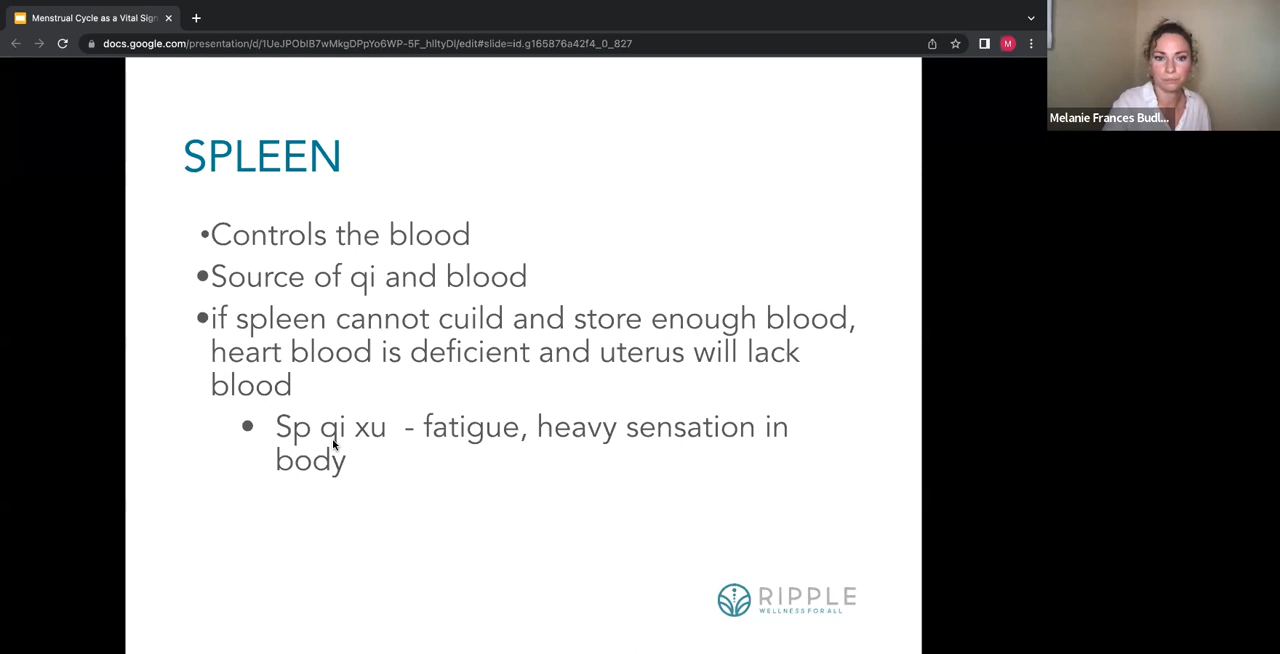 Menstrual Cycle as a Vital Sign
docs.google.com/presentation/d/1UeJPOblB7wMkgDPpYo6WP-5F_hlltyDl/edit#slide=id.g165876a42f4_0_827
M
Melanie Frances Budl...
SPLEEN
•Controls the blood
•Source of qi and blood
•if spleen cannot cuild and store enough blood,
heart blood is deficient and uterus will lack
blood
• Sp qi xu - fatigue, heavy sensation in
body
RIPPLE
WELLNESS FOR ALL